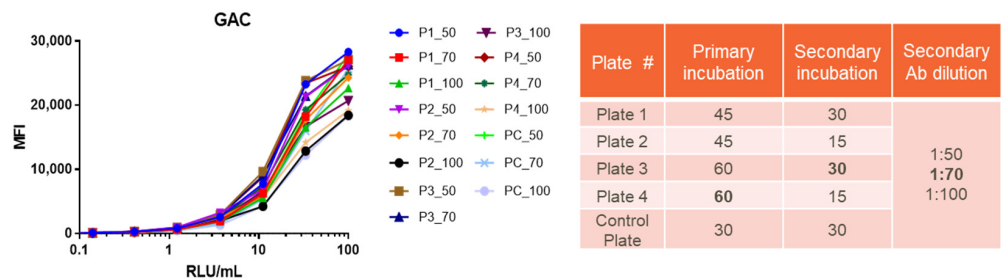 GAC
30,000
20,000
10,000
0
0.1
1
10
100
MFI
RLU/mL
P1_50
P1_70
P1_100
P2_50
P2_70
P2_100
P3_50
P3_70
P3_100
P4_50
P4_70
P4_100
PC_50
PC_70
PC_100
Plate #
Primary
incubation
Secondary
incubation
Secondary
Ab dilution
Plate 1
45
30
Plate 2
45
15
Plate 3
60
30
Plate 4
60
15
Control
Plate
30
30
1:50
1:70
1:100